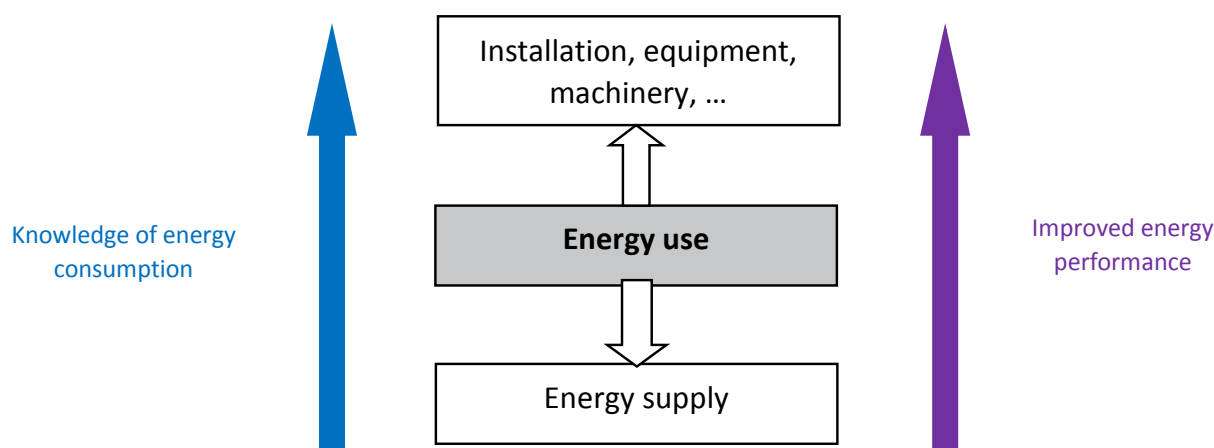 Installation, equipment,
machinery, …
Knowledge of energy
consumption
Energy use
Improved energy
performance
Energy supply